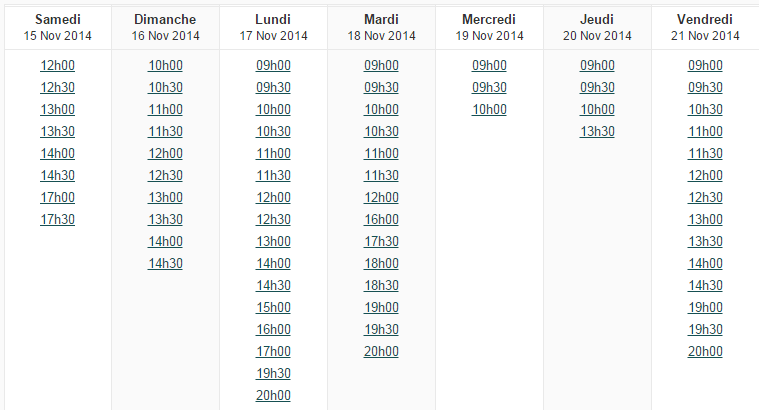 Samedi Dimanche Lundi Mardi Mercredi Jeudi Vendredi
15 Nov 2014 16 Nov 2014 17 Nov 2014 18 Nov 2014 19 Nov 2014 20 Nov 2014 21 Nov 2014
12h00 10h00 09h00 09h00 09h00 09h00 09h00
12h30 10h30 09h30 09h30 09h30 09h30 09h30
13h00 11h00 10h00 10h00 10h00 10h00 10h30
13h30 11h30 10h30 10h30 13h30 11h00
14h00 12h00 11h00 11h00 11h30
14h30 12h30 11h30 11h30 12h00
17h00 13h00 12h00 12h00 12h30
17h30 13h30 12h30 16h00 13h00
14h00 13h00 17h30 13h30
14h30 14h00 18h00 14h00
14h30 18h30 14h30
15h00 19h00 19h00
16h00 19h30 19h30
17h00 20h00 20h00
19h30
20h00